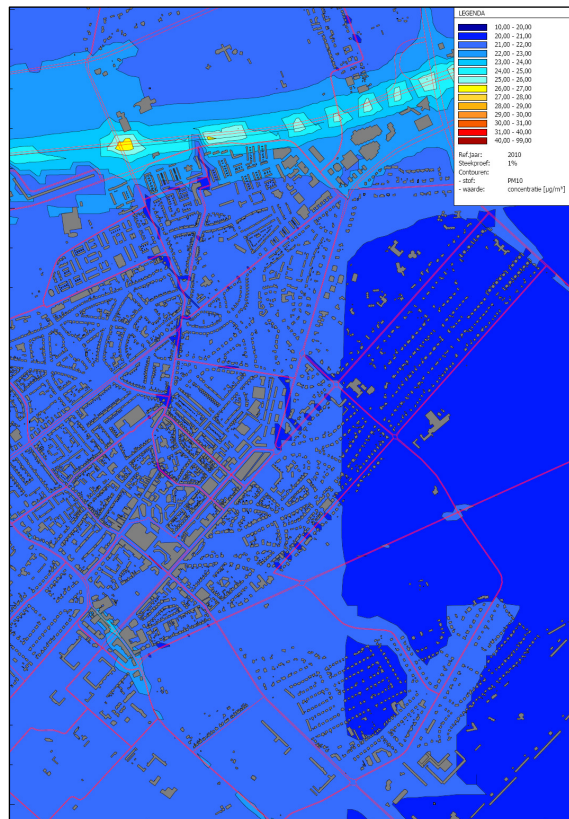 LEGENDA
10,00 - 20,00
20,00 - 21,00
21,00 - 22,00
22,00 - 23,00
23,00 - 24,00
24,00 - 25,00
25,00 - 26,00
26,00 - 27,00
27,00 - 28,00
28,00 - 29,00
29,00 - 30,00
30,00 - 31,00
31,00 - 40,00
40,00 - 99,00
Ref.jaar: 2010
Steekproef: 1%
Contouren:
- stof: PM10
- waarde: concentratie [µg/m³]